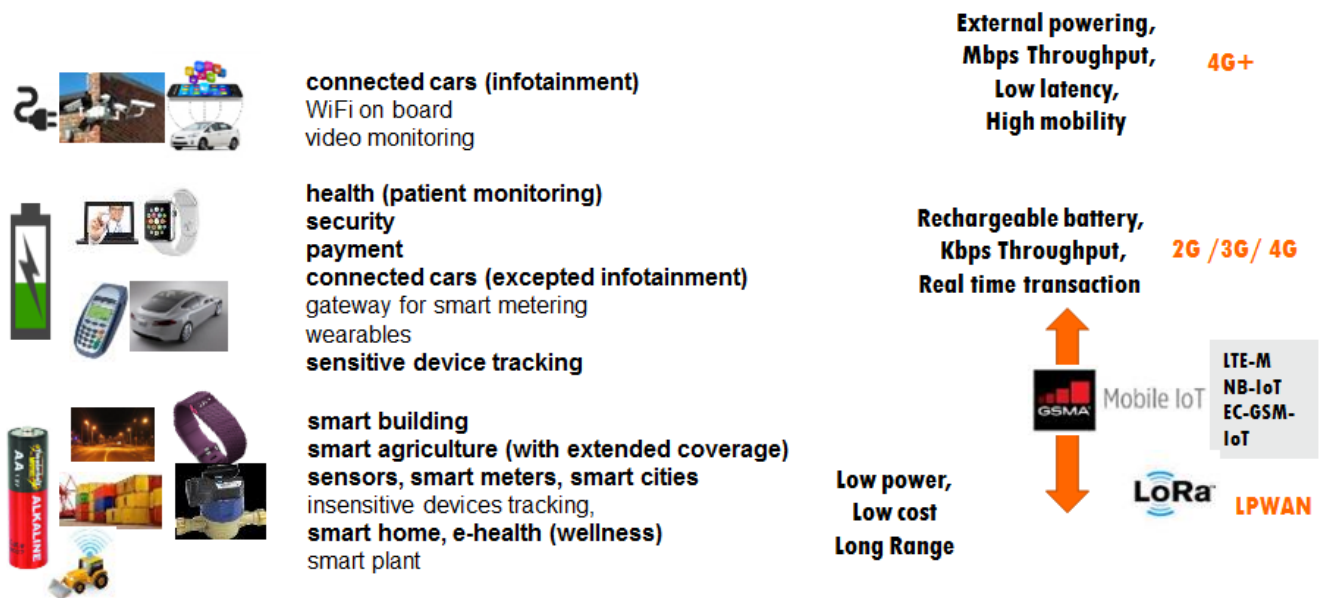 External powering,
Mbps Throughput,
Low latency,
High mobility
4G+
connected cars (infotainment)
WiFi on board
video monitoring
health (patient monitoring)
security
payment
connected cars (excepted infotainment)
gateway for smart metering
wearables
sensitive device tracking
Rechargeable battery,
Kbps Throughput,
Real time transaction
2G /3G/ 4G
GSMA
Mobile IoT
LTE-M
NB-IoT
EC-GSM-
IoT
smart building
smart agriculture (with extended coverage)
sensors, smart meters, smart cities
insensitive devices tracking,
smart home, e-health (wellness)
smart plant
Low power,
Low cost
Long Range
LoRa™
LPWAN
AA
ALKALINE